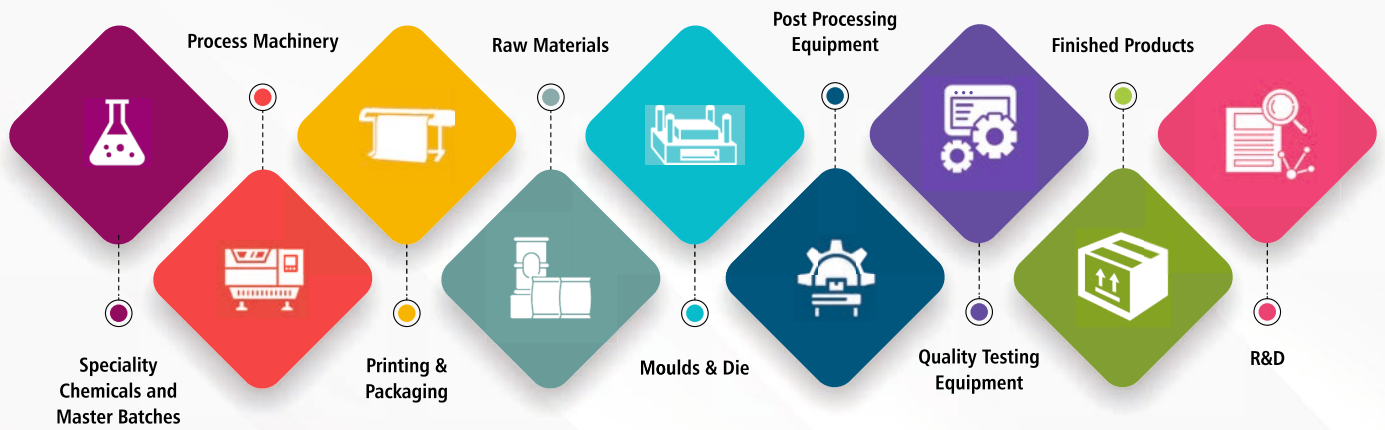 Speciality
Chemicals and
Master Batches
Process Machinery
Printing &
Packaging
Raw Materials
Moulds & Die
Post Processing
Equipment
Quality Testing
Equipment
Finished Products
R&D